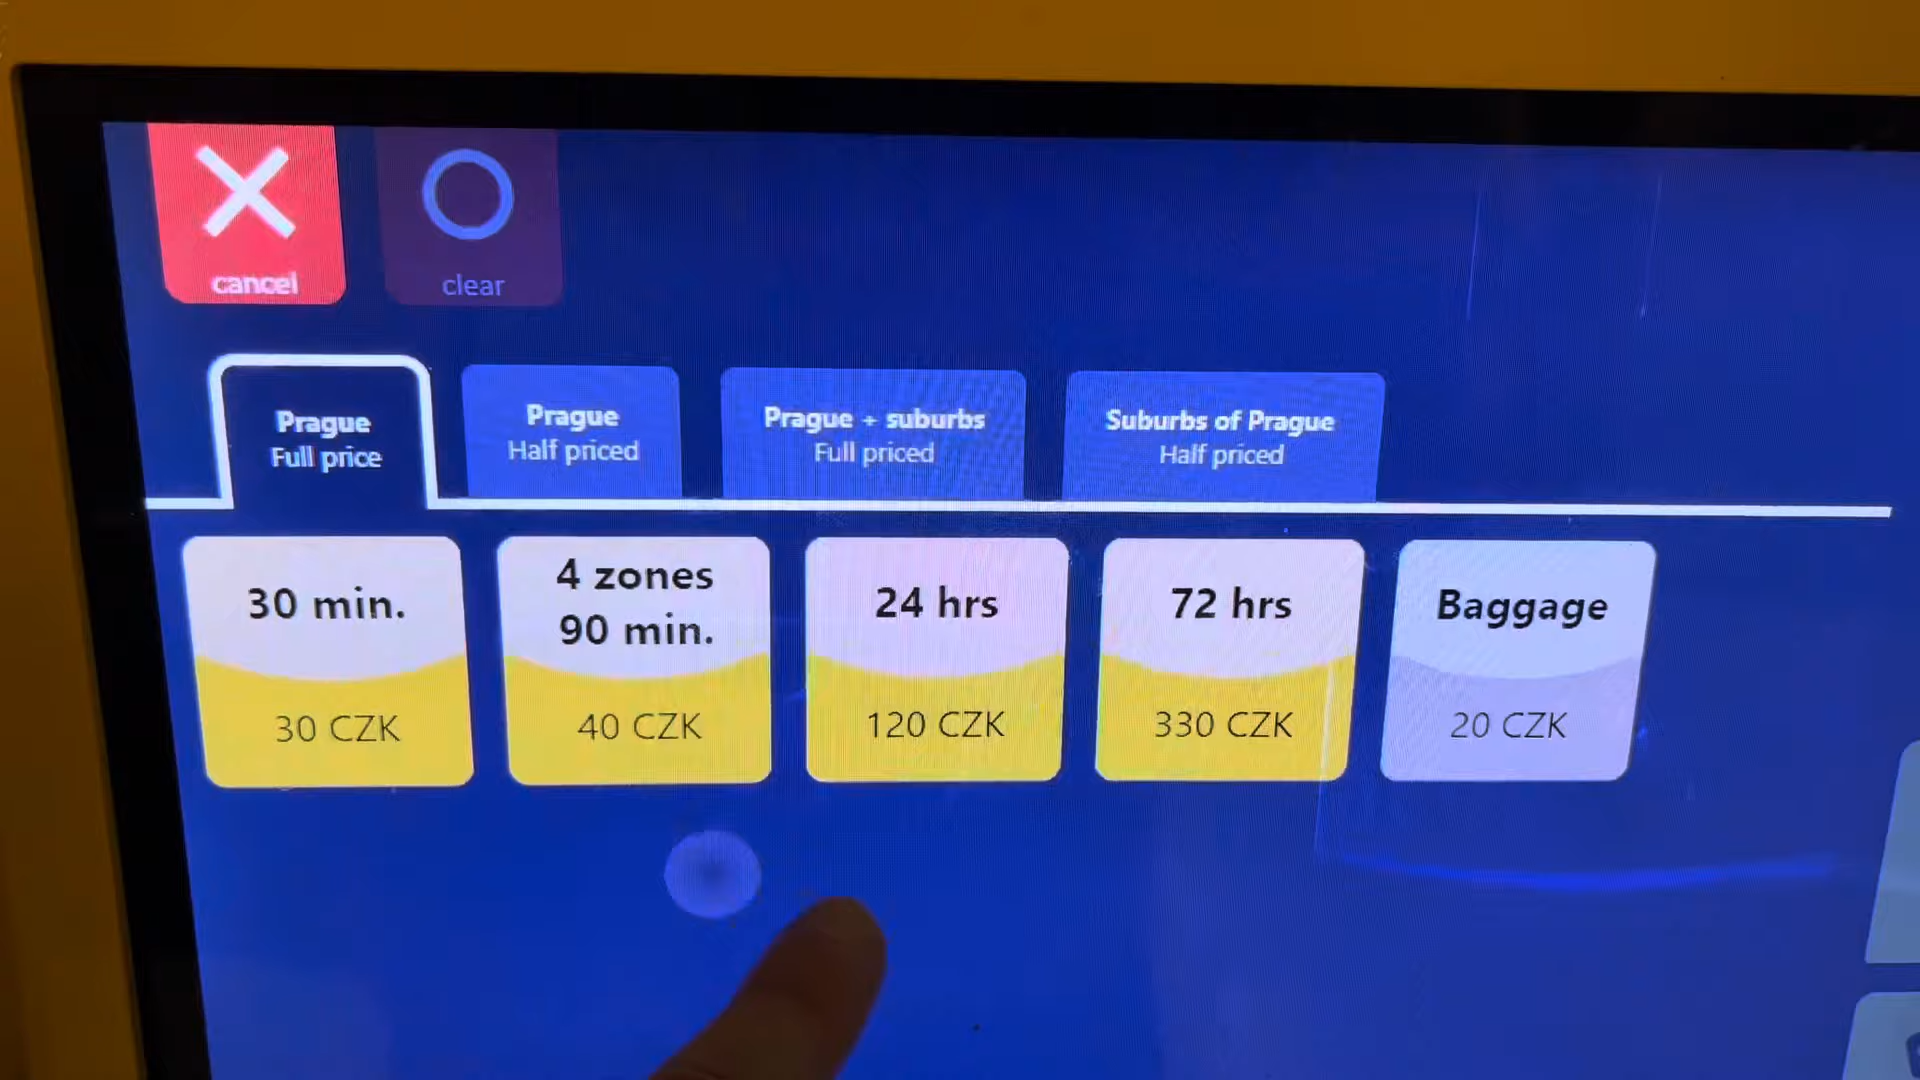 cancel
clear
Prague
Full price
Prague
Half priced
Prague + suburbs
Full priced
Suburbs of Prague
Half priced
30 min.
30 CZK
4 zones
90 min.
40 CZK
24 hrs
120 CZK
72 hrs
330 CZK
Baggage
20 CZK